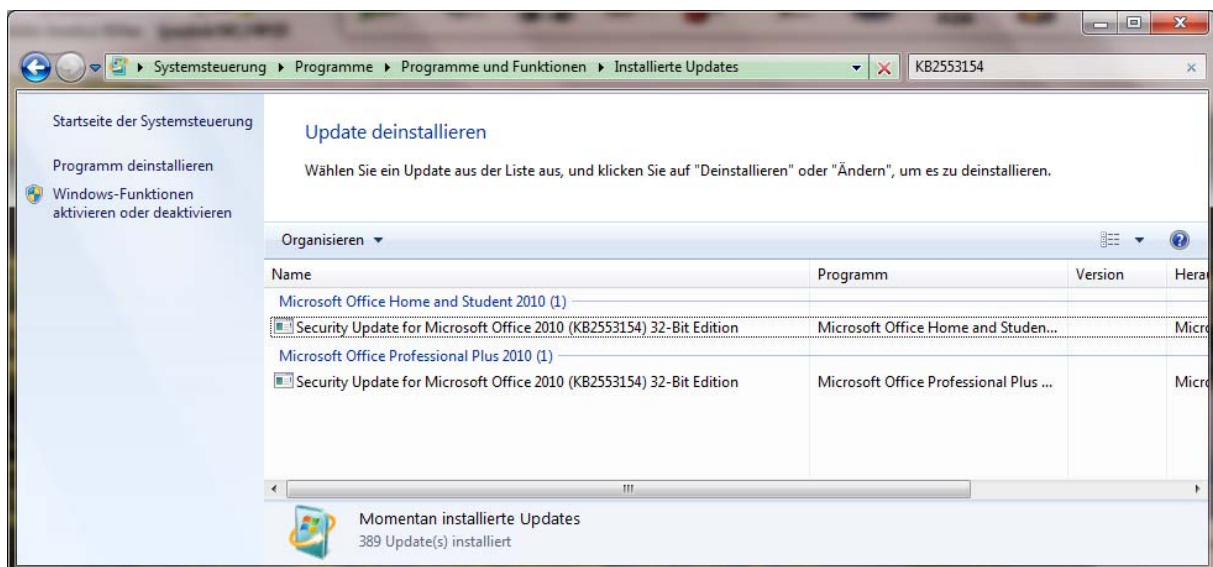 Systemsteuerung ▸ Programme ▸ Programme und Funktionen ▸ Installierte Updates
KB2553154
Startseite der Systemsteuerung
Programm deinstallieren
Windows-Funktionen
aktivieren oder deaktivieren
Update deinstallieren
Wählen Sie ein Update aus der Liste aus, und klicken Sie auf "Deinstallieren" oder "Ändern", um es zu deinstallieren.
Organisieren
Name Programm Version Hera
Microsoft Office Home and Student 2010 (1)
Security Update for Microsoft Office 2010 (KB2553154) 32-Bit Edition Microsoft Office Home and Studen... Micro
Microsoft Office Professional Plus 2010 (1)
Security Update for Microsoft Office 2010 (KB2553154) 32-Bit Edition Microsoft Office Professional Plus ... Micro
Momentan installierte Updates
389 Update(s) installiert